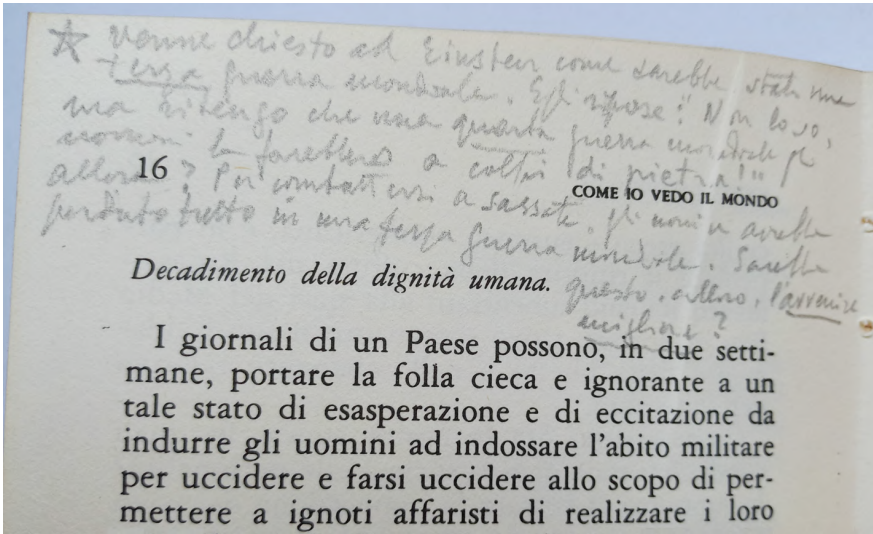 ☆ Venne chiesto ad Einstein come sarebbe stata una
terza guerra mondiale. Egli rispose: "Non lo so,
ma ritengo che una quarta guerra mondiale gli
uomini la farebbero a colpi di pietra!"
allora? Per combattersi a sassate, gli uomini avrebbe
perduto tutto in una terza guerra mondiale. Sarebbe
questo, allora, l'avvenire
migliore?
16
COME IO VEDO IL MONDO
Decadimento della dignità umana.
I giornali di un Paese possono, in due setti-
mane, portare la folla cieca e ignorante a un
tale stato di esasperazione e di eccitazione da
indurre gli uomini ad indossare l'abito militare
per uccidere e farsi uccidere allo scopo di per-
mettere a ignoti affaristi di realizzare i loro